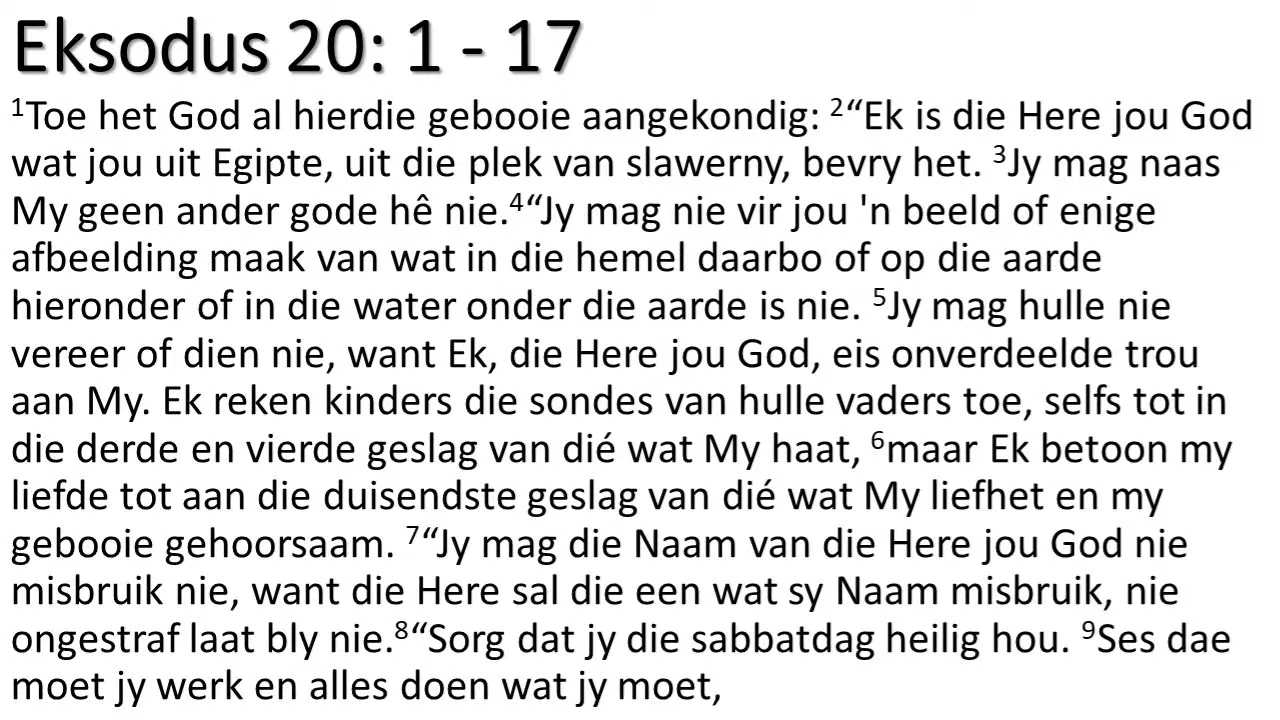 Eksodus 20: 1 - 17
¹Toe het God al hierdie gebooie aangekondig: ²“Ek is die Here jou God
wat jou uit Egipte, uit die plek van slawerny, bevry het. ³Jy mag naas
My geen ander gode hê nie.⁴“Jy mag nie vir jou 'n beeld of enige
afbeelding maak van wat in die hemel daarbo of op die aarde
hieronder of in die water onder die aarde is nie. ⁵Jy mag hulle nie
vereer of dien nie, want Ek, die Here jou God, eis onverdeelde trou
aan My. Ek reken kinders die sondes van hulle vaders toe, selfs tot in
die derde en vierde geslag van dié wat My haat, ⁶maar Ek betoon my
liefde tot aan die duisendste geslag van dié wat My liefhet en my
gebooie gehoorsaam. ⁷“Jy mag die Naam van die Here jou God nie
misbruik nie, want die Here sal die een wat sy Naam misbruik, nie
ongestraf laat bly nie.⁸“Sorg dat jy die sabbatdag heilig hou. ⁹Ses dae
moet jy werk en alles doen wat jy moet,